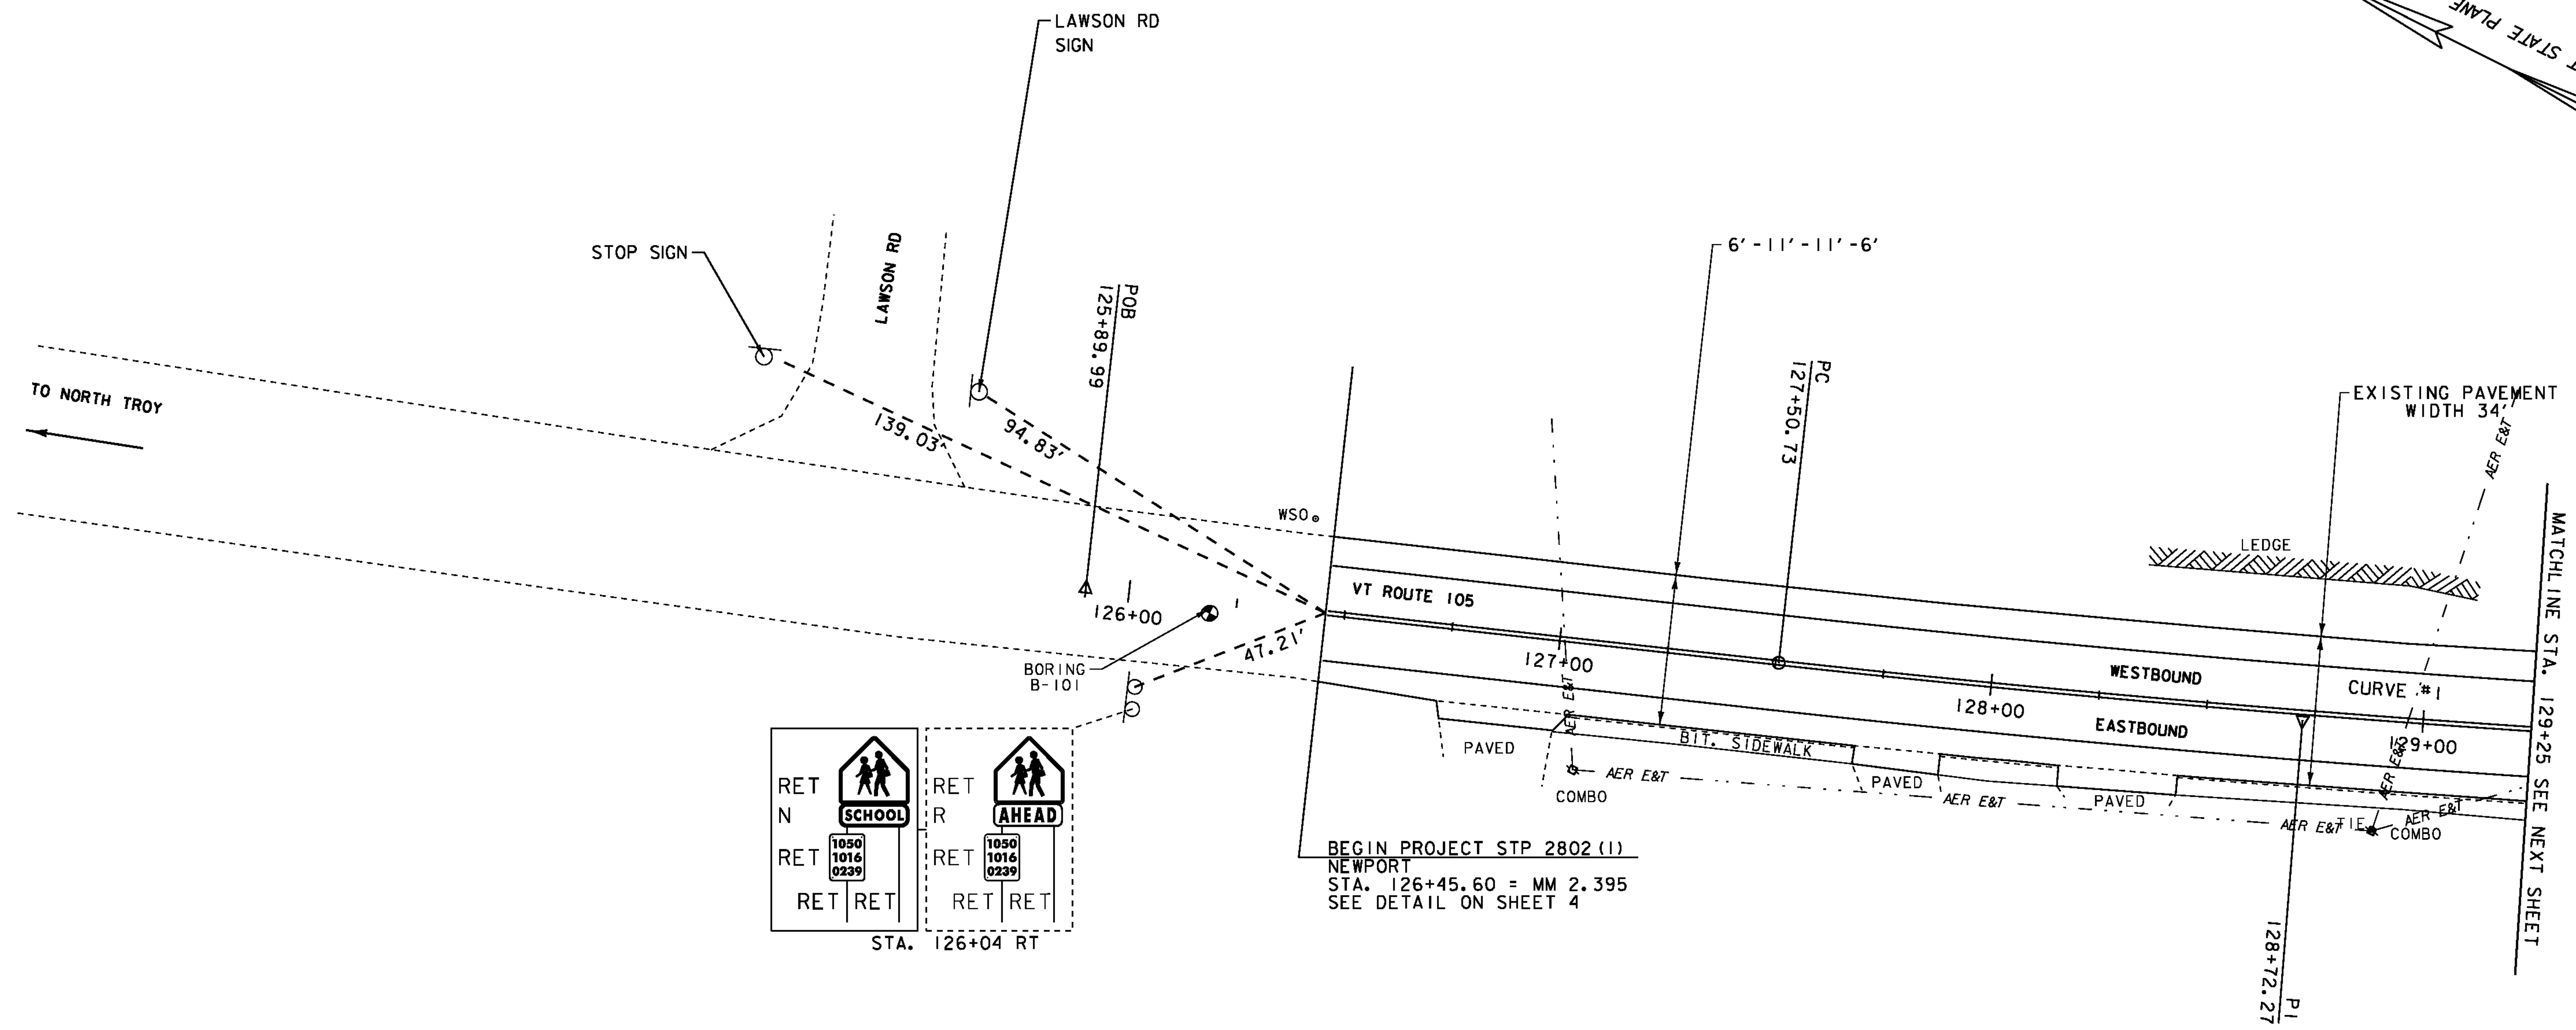 LAWSON RD
SIGN
STATE PLANE
STOP SIGN
LAWSON RD
POB
125+89.99
6'-11'-11'-6'
PC
127+50.73
EXISTING PAVEMENT
WIDTH 34'
AER E&T
TO NORTH TROY
139.03'
94.83'
WSO
LEDGE
MATCHLINE STA. 129+25 SEE NEXT SHEET
126+00
VT ROUTE 105
47.21'
BORING
B-101
127+00
128+00
WESTBOUND
CURVE #1
EASTBOUND
129+00
AER E&T
PAVED
BIT. SIDEWALK
AER E&T
COMBO
PAVED
AER E&T
PAVED
AER E&T
AER E&T
TIE
AER E&T
COMBO
RET
N
SCHOOL
RET
1050
1016
0239
RET
RET
RET
R
AHEAD
RET
1050
1016
0239
RET
RET
STA. 126+04 RT
BEGIN PROJECT STP 2802(1)
NEWPORT
STA. 126+45.60 = MM 2.395
SEE DETAIL ON SHEET 4
PI
128+72.27